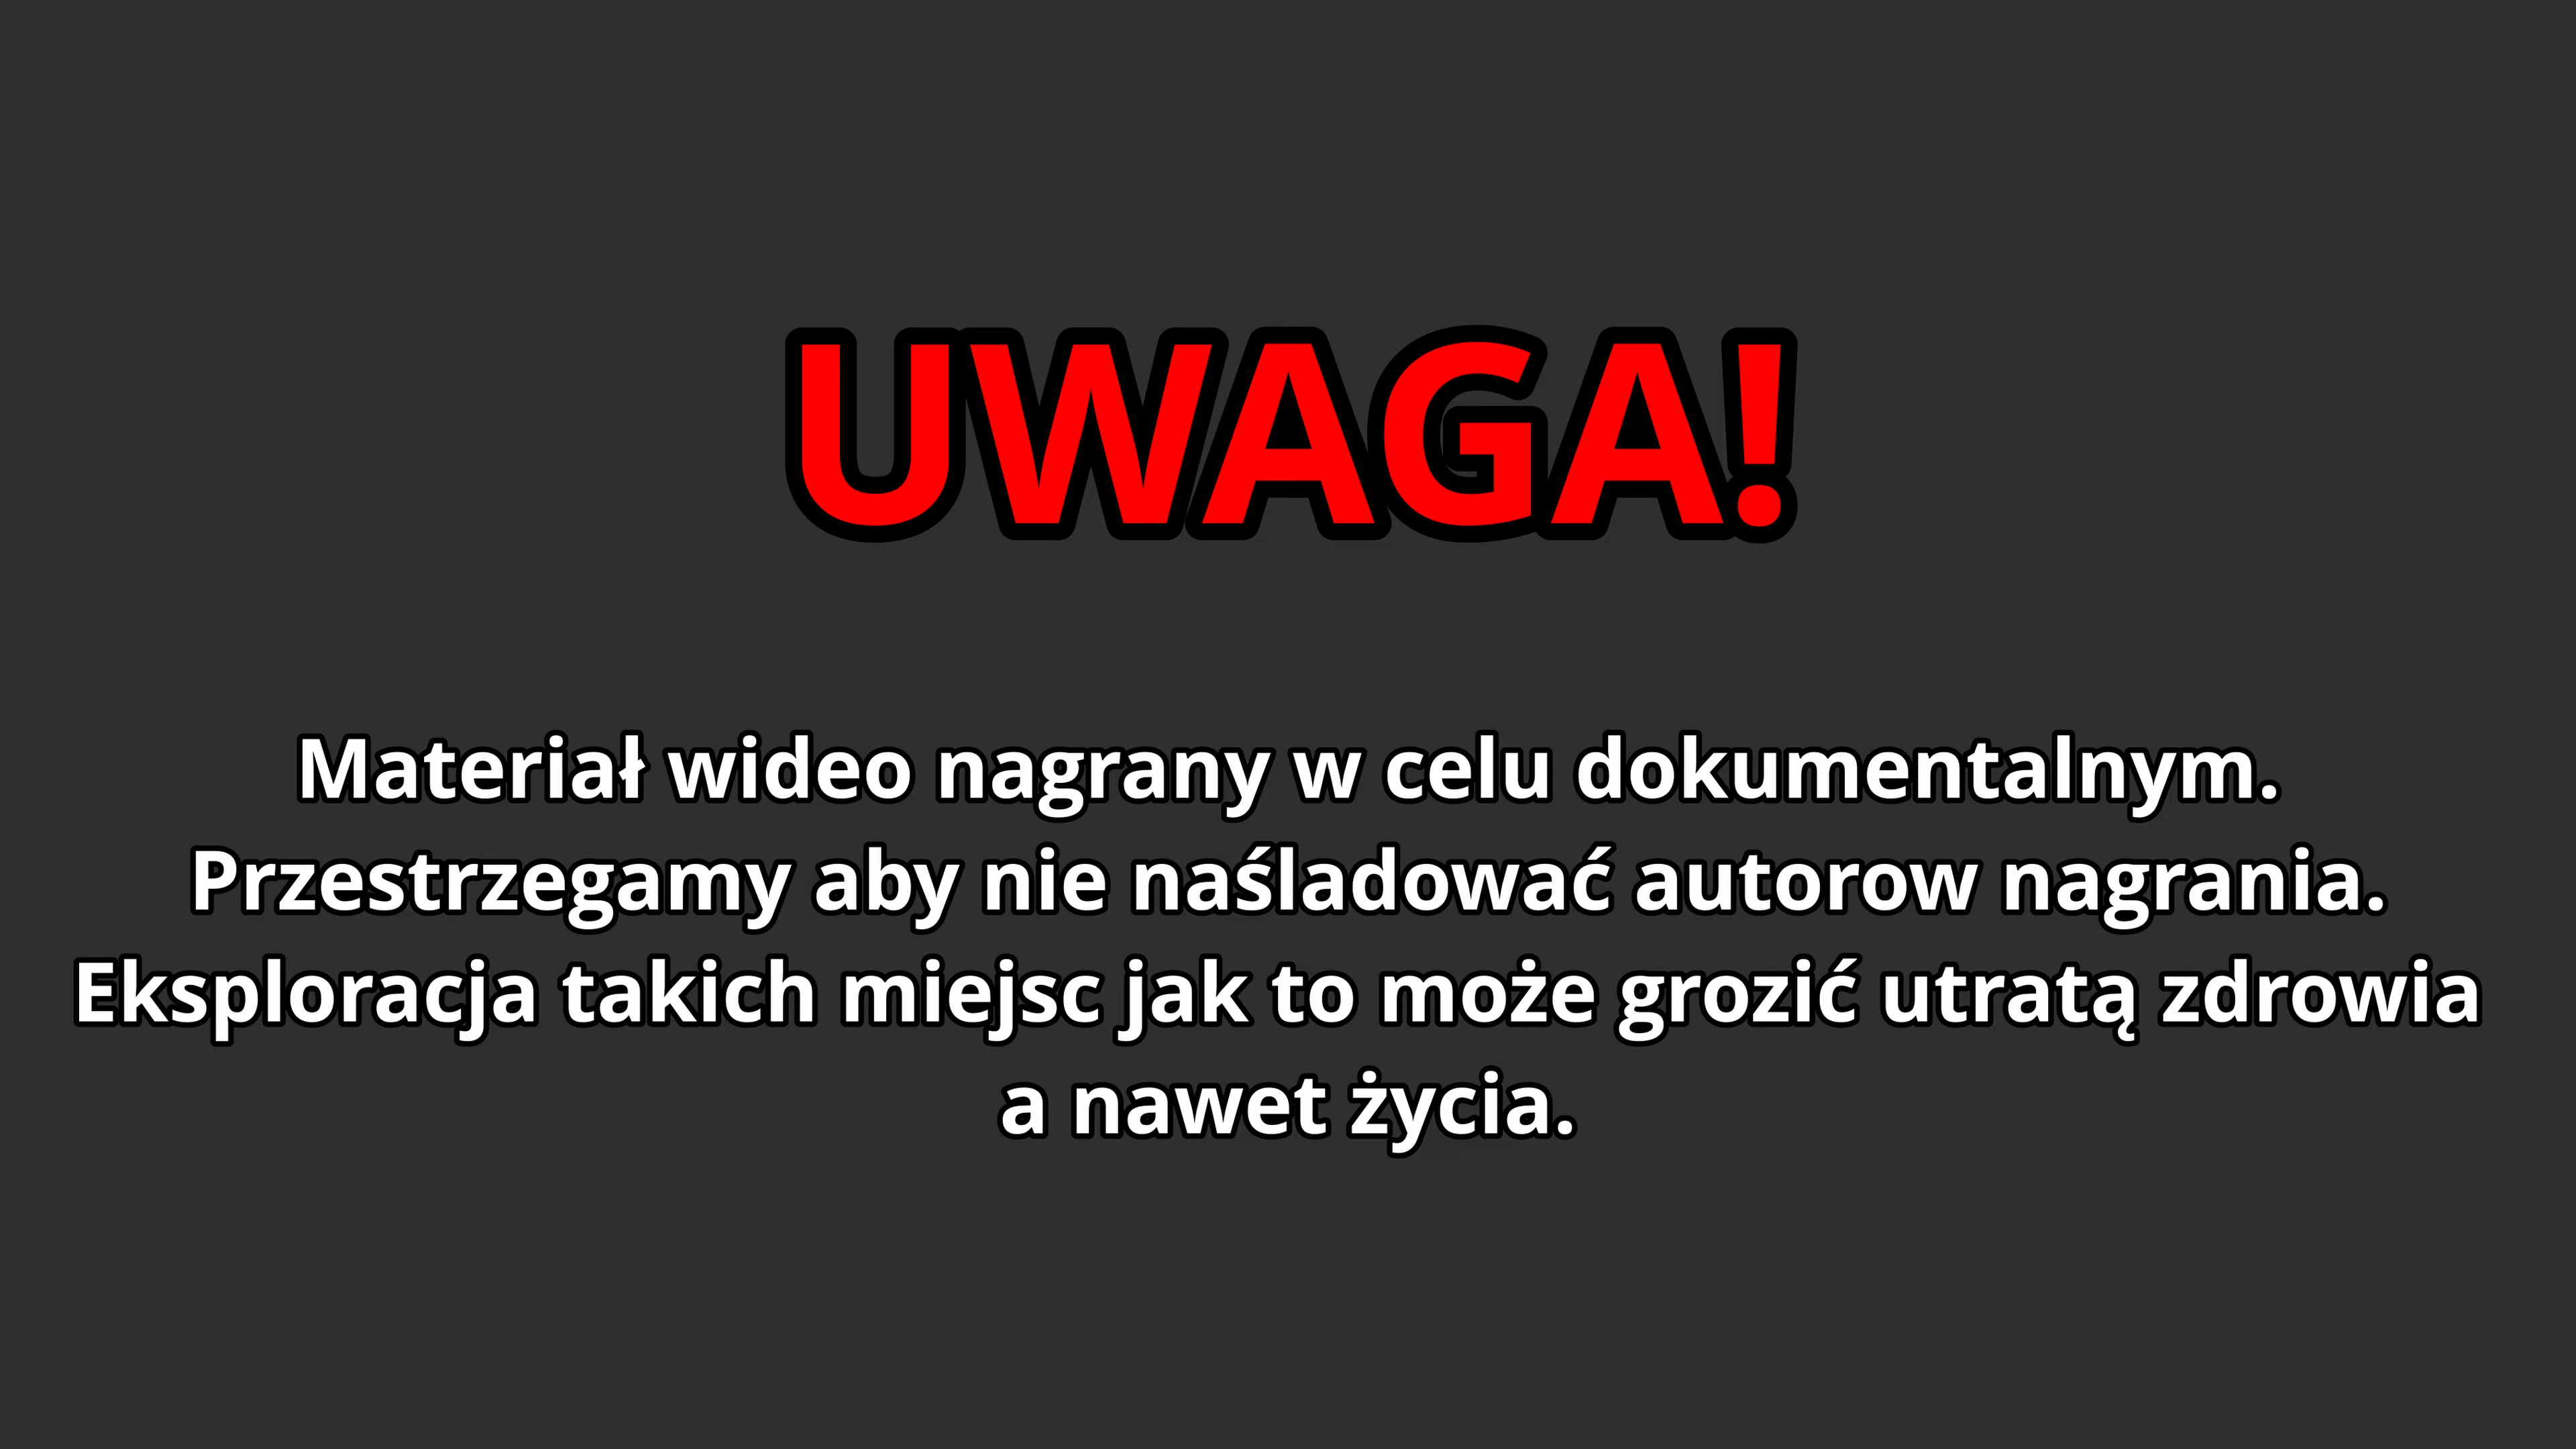 UWAGA!
Materiał wideo nagrany w celu dokumentalnym.
Przestrzegamy aby nie naśladować autorow nagrania.
Eksploracja takich miejsc jak to może grozić utratą zdrowia
a nawet życia.